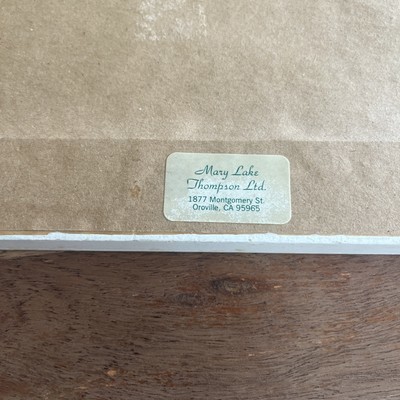 Mary Lake
Thompson Ltd.
1877 Montgomery St.
Oroville, CA 95965